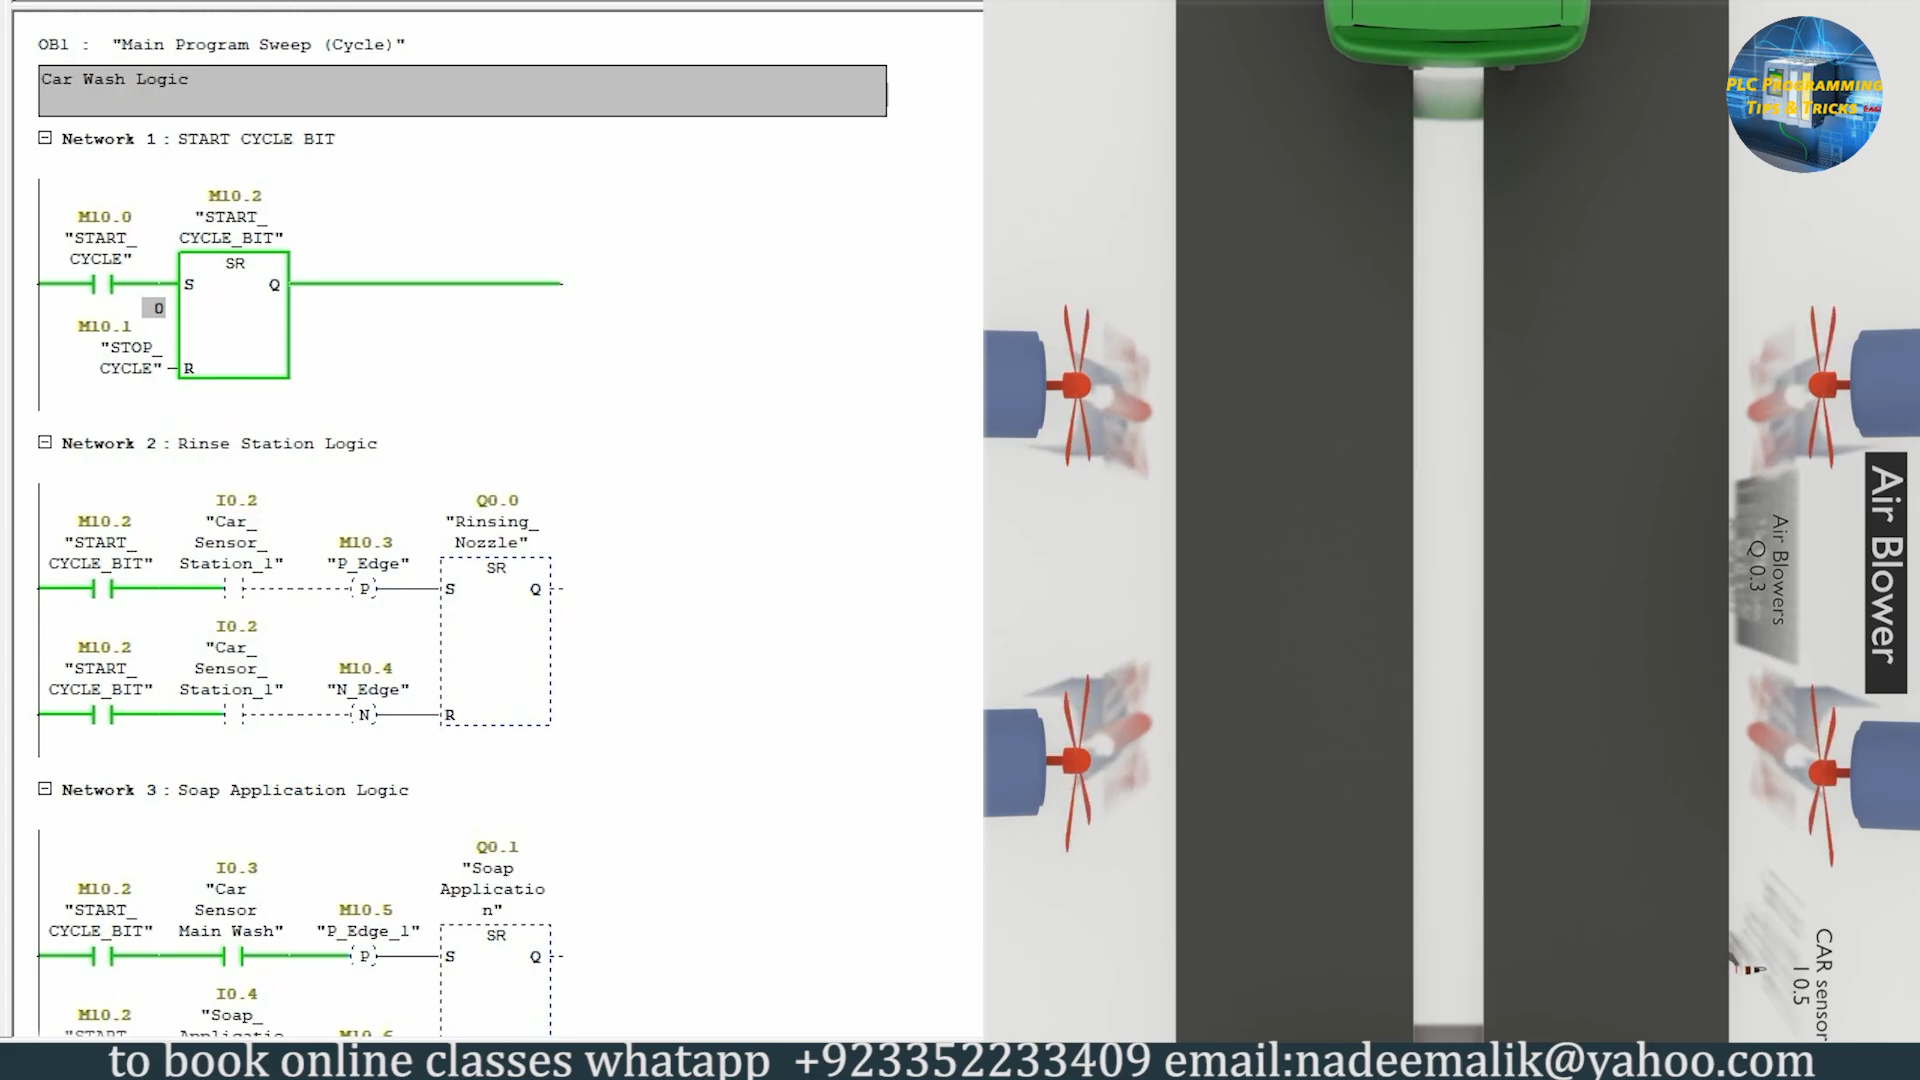 OB1 : "Main Program Sweep (Cycle)"
Car Wash Logic
Network 1 : START CYCLE BIT
M10.2
M10.0
"START_
"START_
CYCLE_BIT"
CYCLE"
SR
S
Q
0
M10.1
"STOP_
CYCLE"
R
Network 2 : Rinse Station Logic
I0.2
Q0.0
M10.2
"Car_
"Rinsing_
"START_
Sensor_
M10.3
Nozzle"
CYCLE_BIT"
Station_1"
"P_Edge"
SR
P
S
Q
I0.2
M10.2
"Car_
"START_
Sensor_
M10.4
CYCLE_BIT"
Station_1"
"N_Edge"
N
R
Network 3 : Soap Application Logic
Q0.1
I0.3
"Soap
M10.2
"Car
Applicatio
"START_
Sensor
M10.5
n"
CYCLE_BIT"
Main Wash"
"P_Edge_1"
SR
P
S
Q
I0.4
M10.2
"Soap_
"START_
Applicatio
M10.6
PLC Programming
Tips & Tricks
Air Blower
Air Blowers
Q 0.3
CAR sensor
I 0.5
to book online classes whatapp +923352233409 email:nadeemalik@yahoo.com